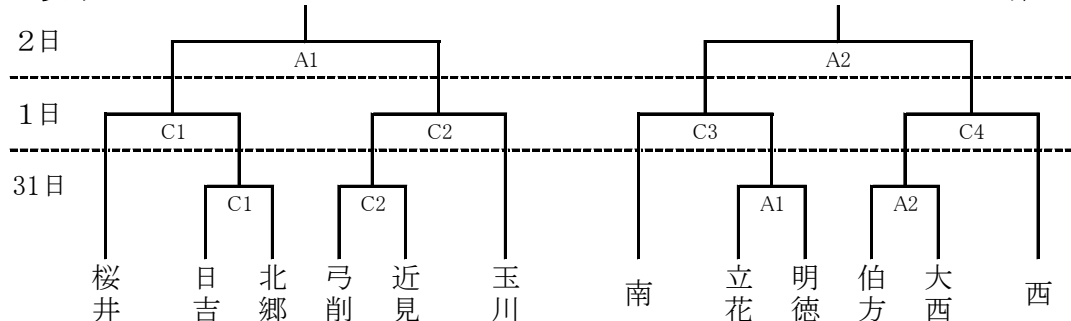 2日
A1
A2
1日
C1
C2
C3
C4
31日
C1
C2
A1
A2
桜井
日吉
北郷
弓削
近見
玉川
南
立花
明徳
伯方
大西
西